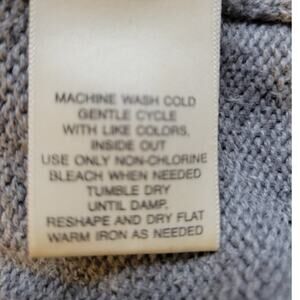 MACHINE WASH COLD
GENTLE CYCLE
WITH LIKE COLORS,
INSIDE OUT
USE ONLY NON-CHLORINE
BLEACH WHEN NEEDED
TUMBLE DRY
UNTIL DAMP.
RESHAPE AND DRY FLAT
WARM IRON AS NEEDED